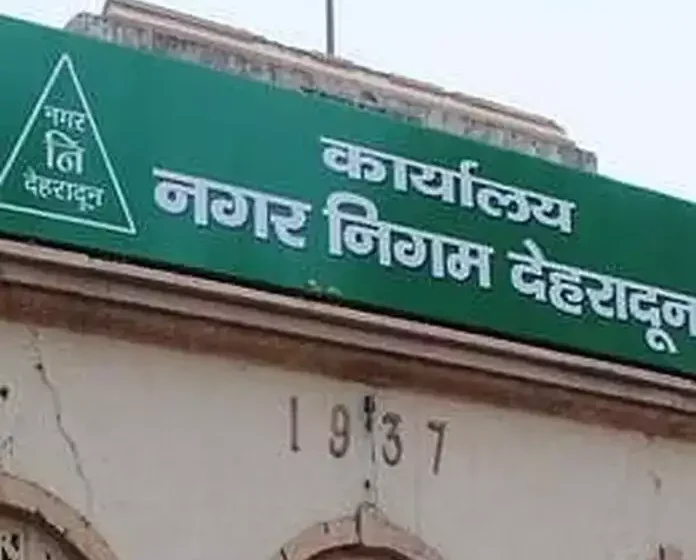 नगर
नि
देहरादून
कार्यालय
नगर निगम देहरादून
1937